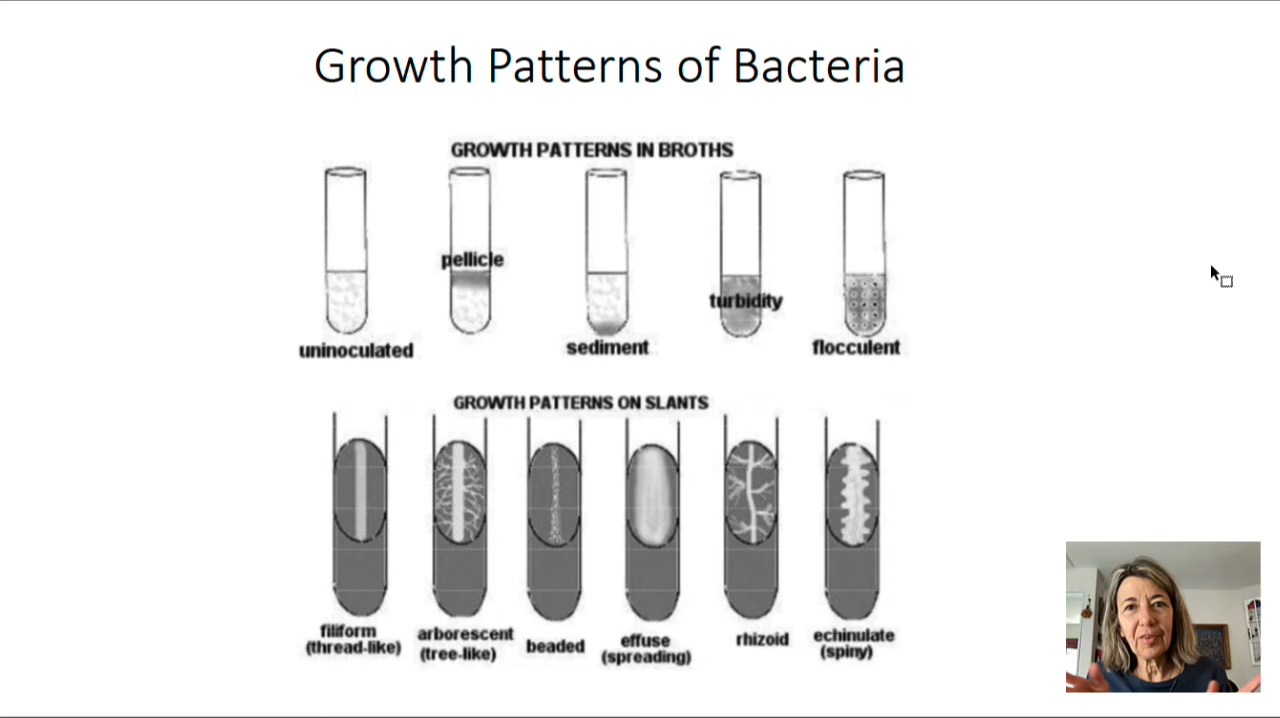 Growth Patterns of Bacteria
GROWTH PATTERNS IN BROTHS
pellicle
turbidity
uninoculated
sediment
flocculent
GROWTH PATTERNS ON SLANTS
filiform
(thread-like)
arborescent
(tree-like)
beaded
effuse
(spreading)
rhizoid
echinulate
(spiny)